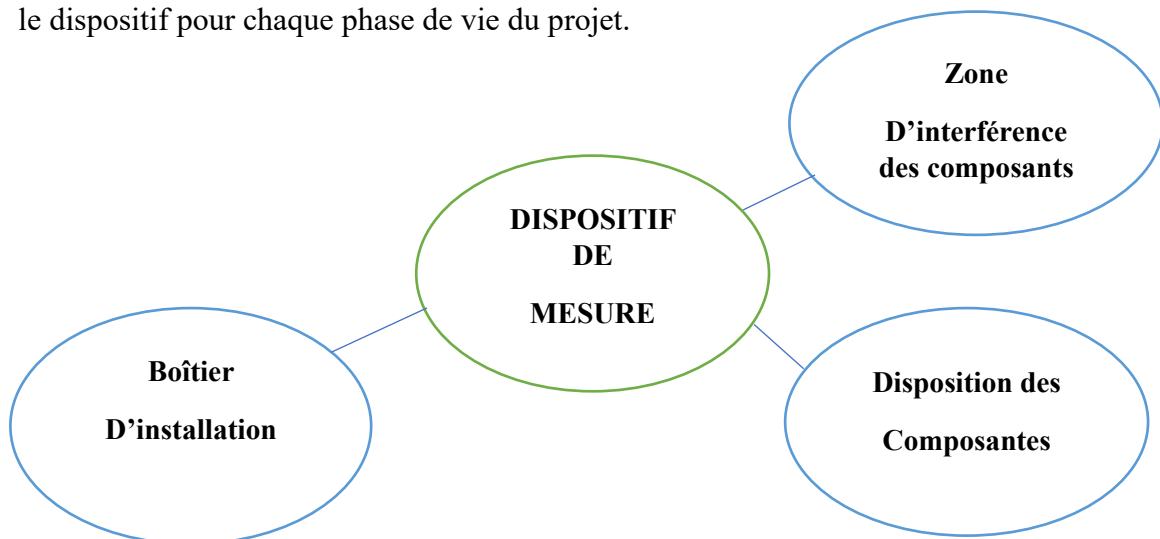 le dispositif pour chaque phase de vie du projet.
Zone
D’interférence
des composants
DISPOSITIF
DE
MESURE
Boîtier
D’installation
Disposition des
Composantes